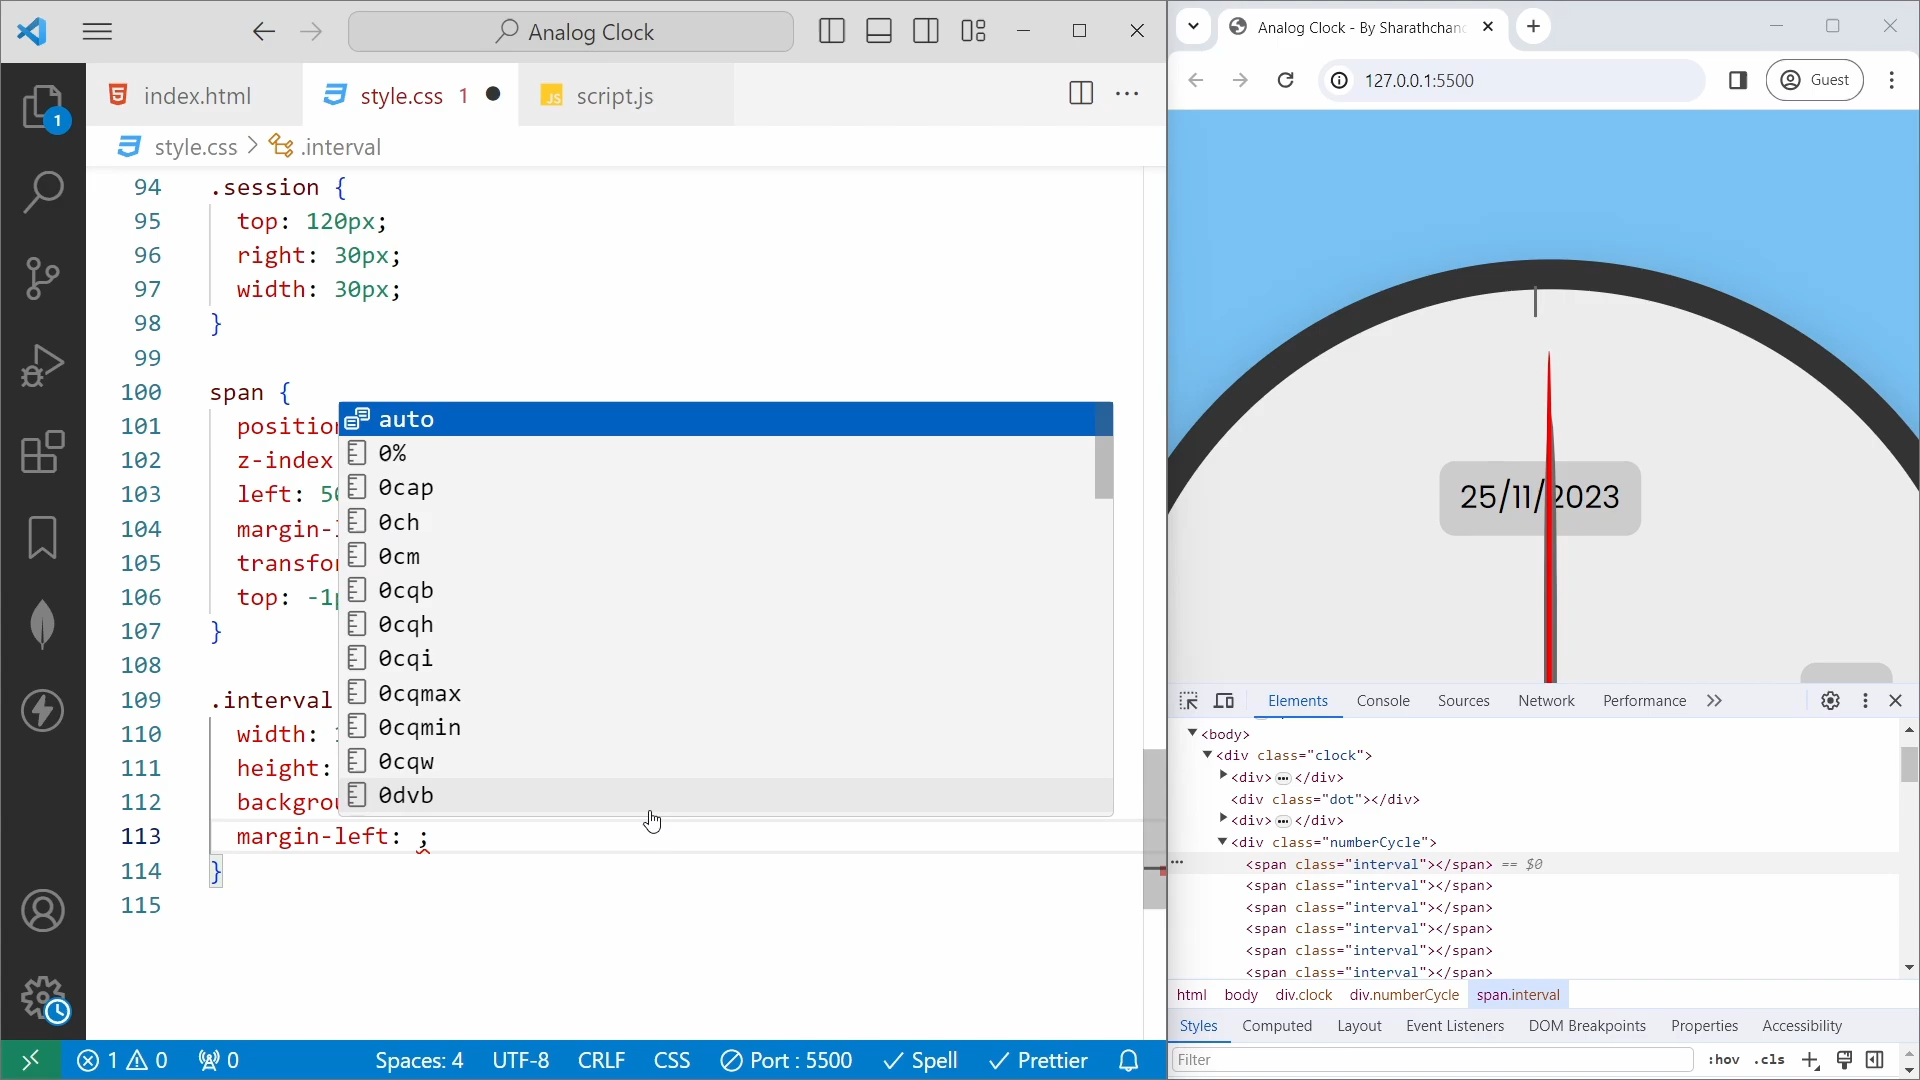 Analog Clock
index.html
style.css 1
JS script.js
style.css > .interval
94 .session {
95 top: 120px;
96 right: 30px;
97 width: 30px;
98 }
99
100 span {
101 position
102 z-index
103 left: 50
104 margin-l
105 transfor
106 top: -1p
107 }
108
109 .interval
110 width: 1
111 height:
112 backgrou
113 margin-left: ;
114 }
115
auto
0%
0cap
0ch
0cm
0cqb
0cqh
0cqi
0cqmax
0cqmin
0cqw
0dvb
1
1 0 0 Spaces: 4 UTF-8 CRLF CSS Port : 5500 Spell Prettier
Analog Clock - By Sharathchan
127.0.0.1:5500 Guest
25/11/2023
Elements Console Sources Network Performance
<body>
<div class="clock">
<div> </div>
<div class="dot"></div>
<div> </div>
<div class="numberCycle">
<span class="interval"></span> == $0
<span class="interval"></span>
<span class="interval"></span>
<span class="interval"></span>
<span class="interval"></span>
<span class="interval"></span>
html body div.clock div.numberCycle span.interval
Styles Computed Layout Event Listeners DOM Breakpoints Properties Accessibility
Filter :hov .cls